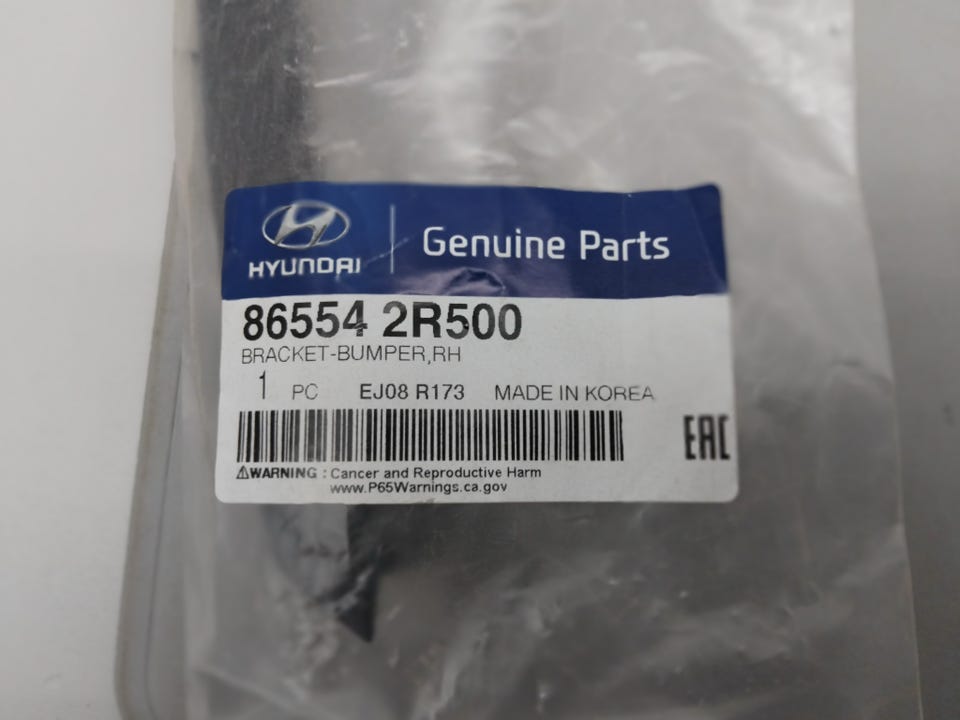 HYUNDAI
Genuine Parts
86554 2R500
BRACKET-BUMPER,RH
1 PC EJ08 R173 MADE IN KOREA
EAC
⚠WARNING : Cancer and Reproductive Harm
www.P65Warnings.ca.gov